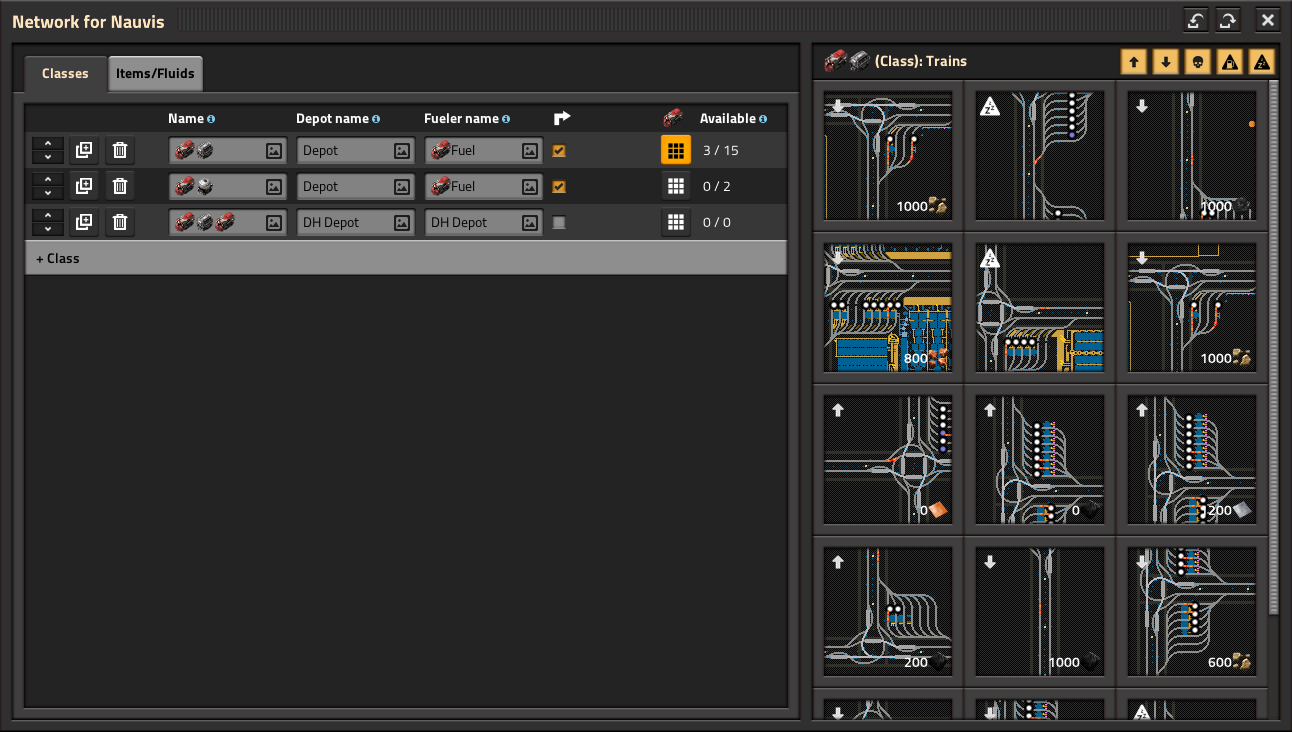 Network for Nauvis
Classes
Items/Fluids
Name
Depot name
Fueler name
Available
Depot
Fuel
3 / 15
Depot
Fuel
0 / 2
DH Depot
DH Depot
0 / 0
+ Class
(Class): Trains
1000
1000
800
1000
0
0
200
200
1000
600